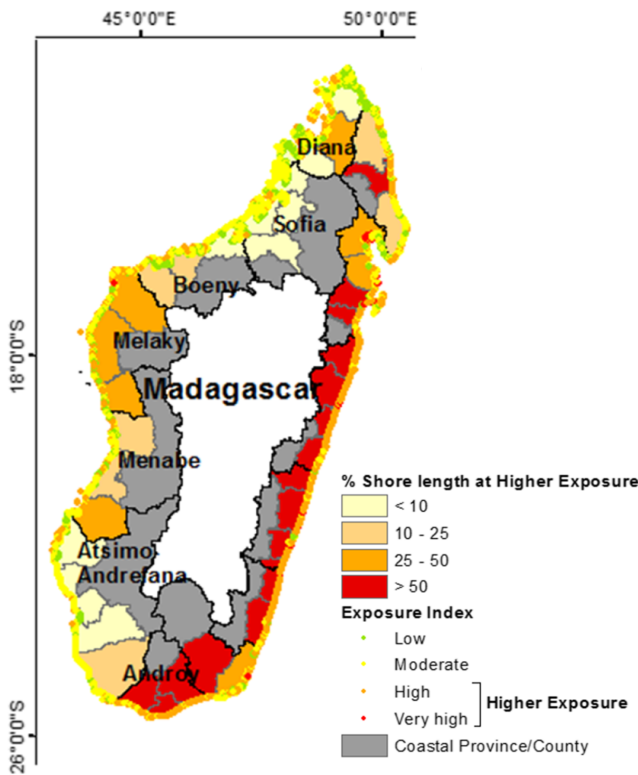 45°0'0"E
50°0'0"E
Diana
Sofia
Boeny
Melaky
18°0'0"S
Madagascar
Menabe
% Shore length at Higher Exposure
< 10
10 - 25
25 - 50
> 50
Atsimo
Andrefana
Exposure Index
Low
Moderate
High
Higher Exposure
Very high
Androy
Coastal Province/County
26°0'0"S